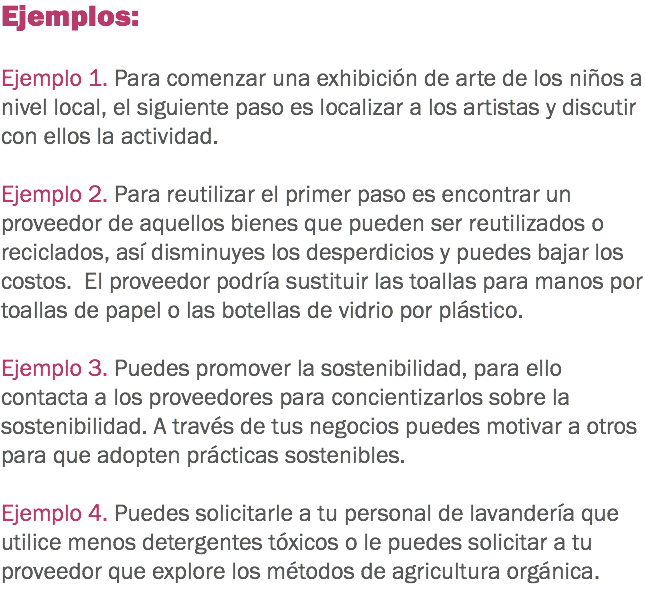 Ejemplos:
Ejemplo 1. Para comenzar una exhibición de arte de los niños a
nivel local, el siguiente paso es localizar a los artistas y discutir
con ellos la actividad.
Ejemplo 2. Para reutilizar el primer paso es encontrar un
proveedor de aquellos bienes que pueden ser reutilizados o
reciclados, así disminuyes los desperdicios y puedes bajar los
costos.  El proveedor podría sustituir las toallas para manos por
toallas de papel o las botellas de vidrio por plástico.
Ejemplo 3. Puedes promover la sostenibilidad, para ello
contacta a los proveedores para concientizarlos sobre la
sostenibilidad. A través de tus negocios puedes motivar a otros
para que adopten prácticas sostenibles.
Ejemplo 4. Puedes solicitarle a tu personal de lavandería que
utilice menos detergentes tóxicos o le puedes solicitar a tu
proveedor que explore los métodos de agricultura orgánica.